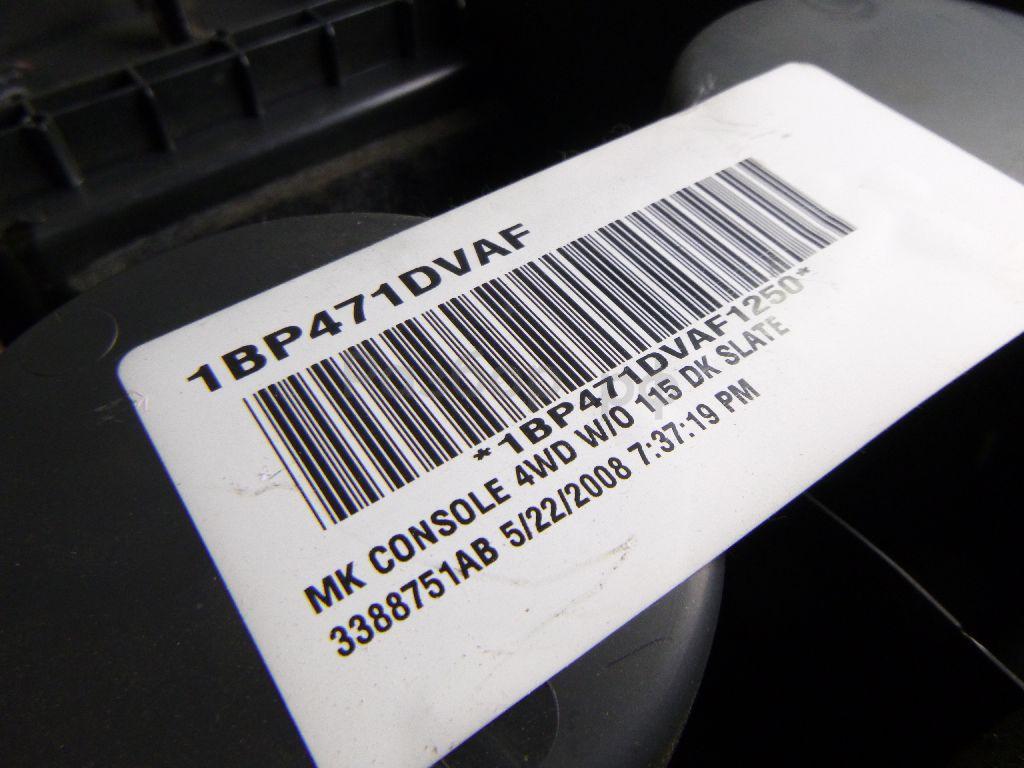 1BP471DVAF
*1BP471DVAF1250*
MK CONSOLE 4WD W/O 115 DK SLATE
3388751AB 5/22/2008 7:37:19 PM